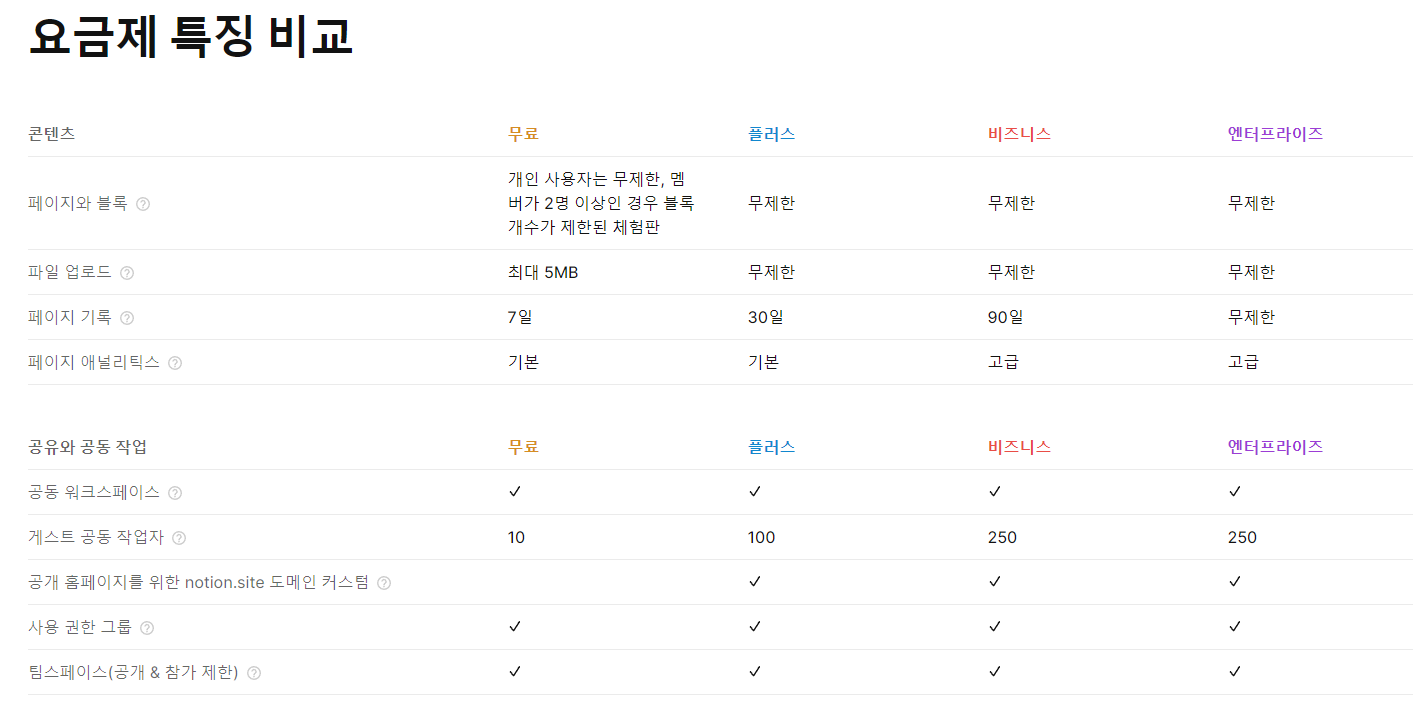 요금제 특징 비교
콘텐츠 무료 플러스 비즈니스 엔터프라이즈
페이지와 블록 개인 사용자는 무제한, 멤 무제한 무제한 무제한
버가 2명 이상인 경우 블록
개수가 제한된 체험판
파일 업로드 최대 5MB 무제한 무제한 무제한
페이지 기록 7일 30일 90일 무제한
페이지 애널리틱스 기본 기본 고급 고급
공유와 공동 작업 무료 플러스 비즈니스 엔터프라이즈
공동 워크스페이스 ✓ ✓ ✓ ✓
게스트 공동 작업자 10 100 250 250
공개 홈페이지를 위한 notion.site 도메인 커스텀 ✓ ✓ ✓
사용 권한 그룹 ✓ ✓ ✓ ✓
팀스페이스(공개 & 참가 제한) ✓ ✓ ✓ ✓